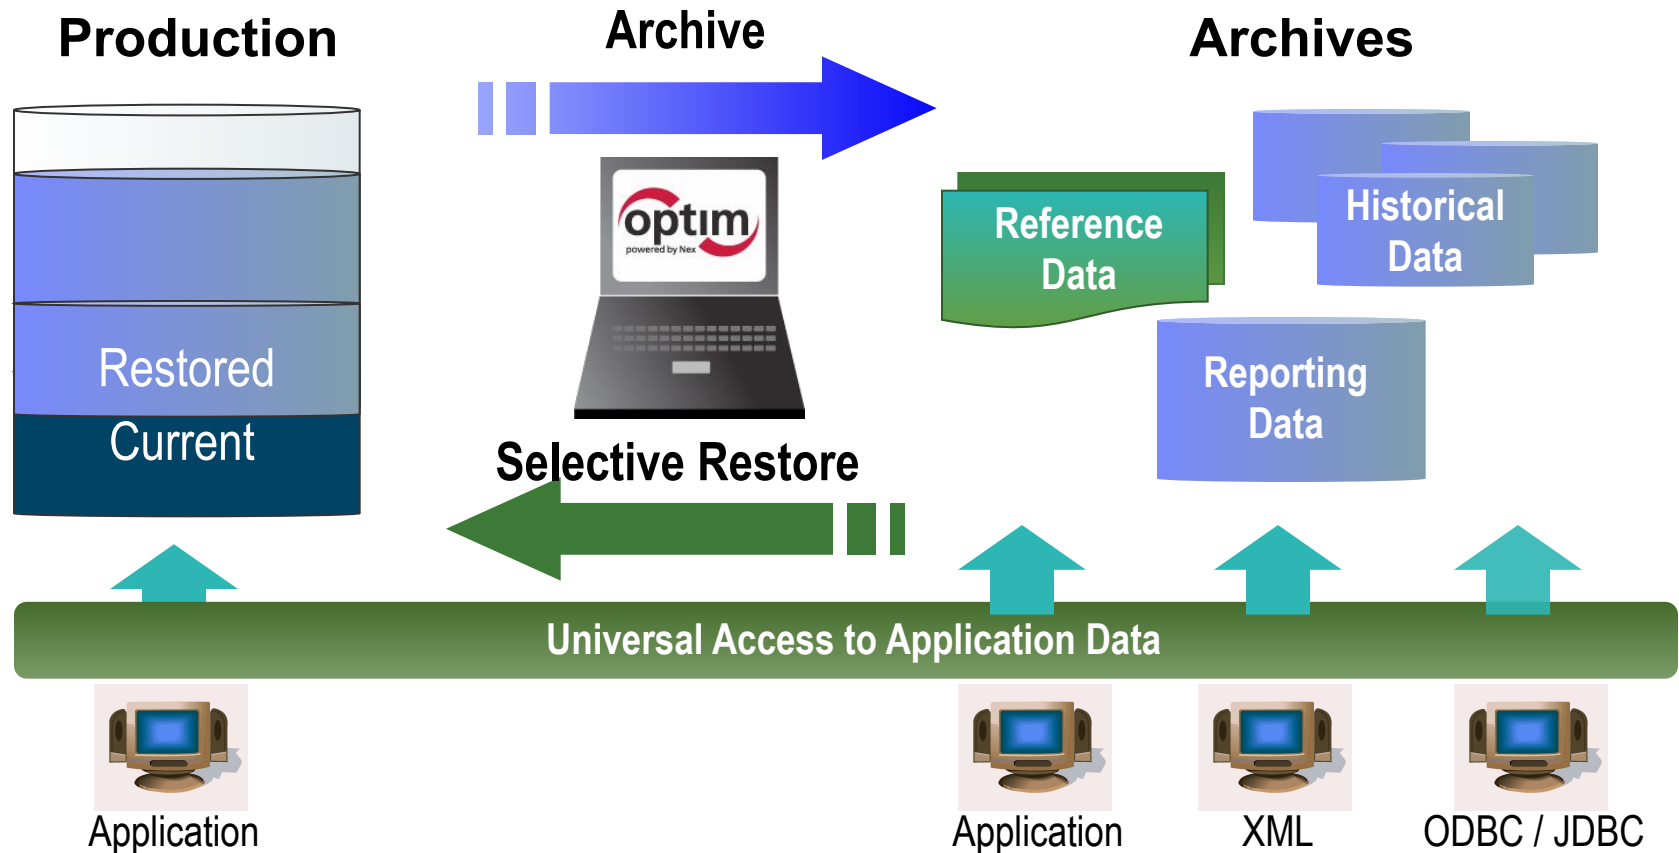 Production
Archive
Archives
optim
powered by Nex
Reference
Data
Historical
Data
Restored
Current
Reporting
Data
Selective Restore
Universal Access to Application Data
Application
Application
XML
ODBC / JDBC